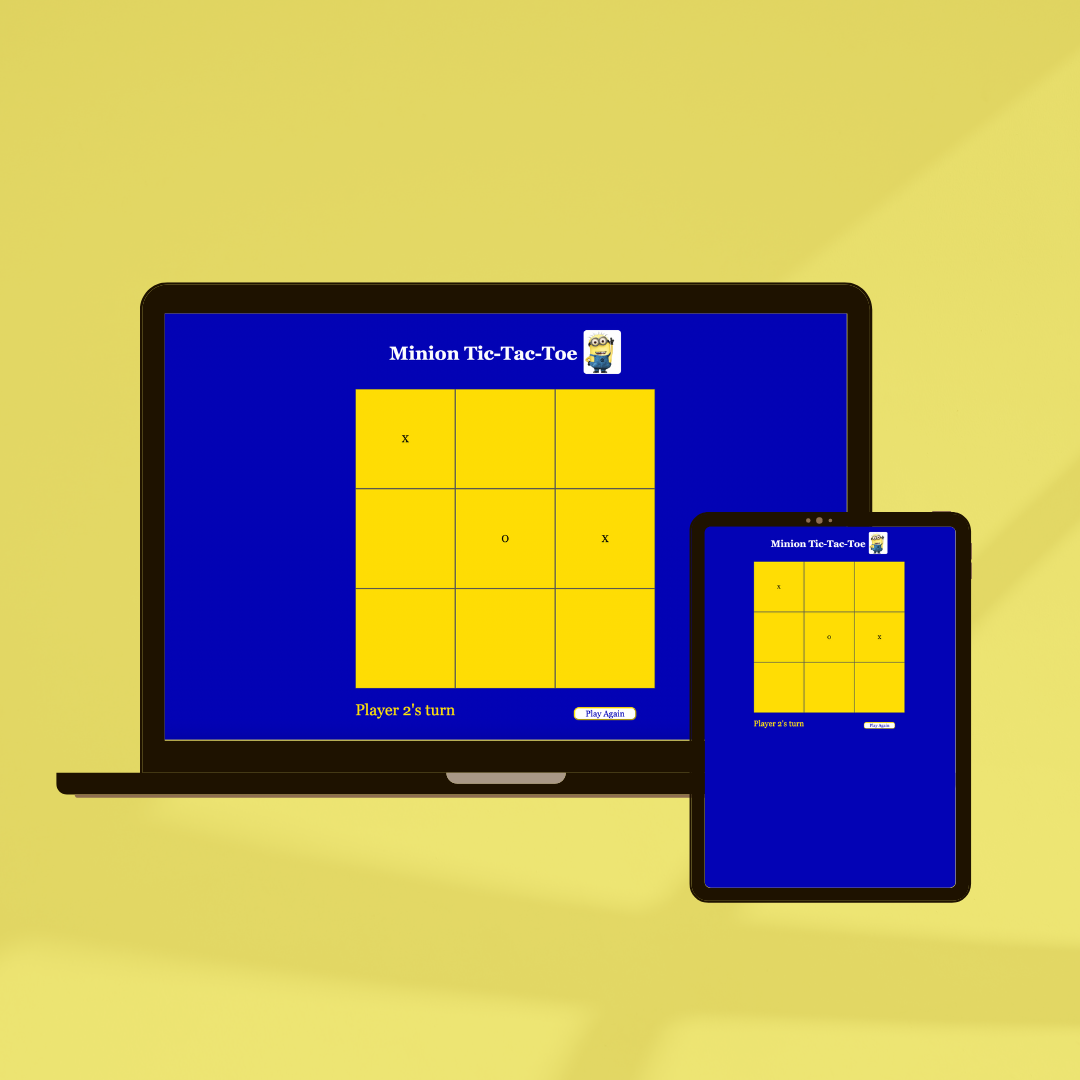 Minion Tic-Tac-Toe
x
o x
Player 2's turn
Play Again
Minion Tic-Tac-Toe
x
o x
Player 2's turn
Play Again